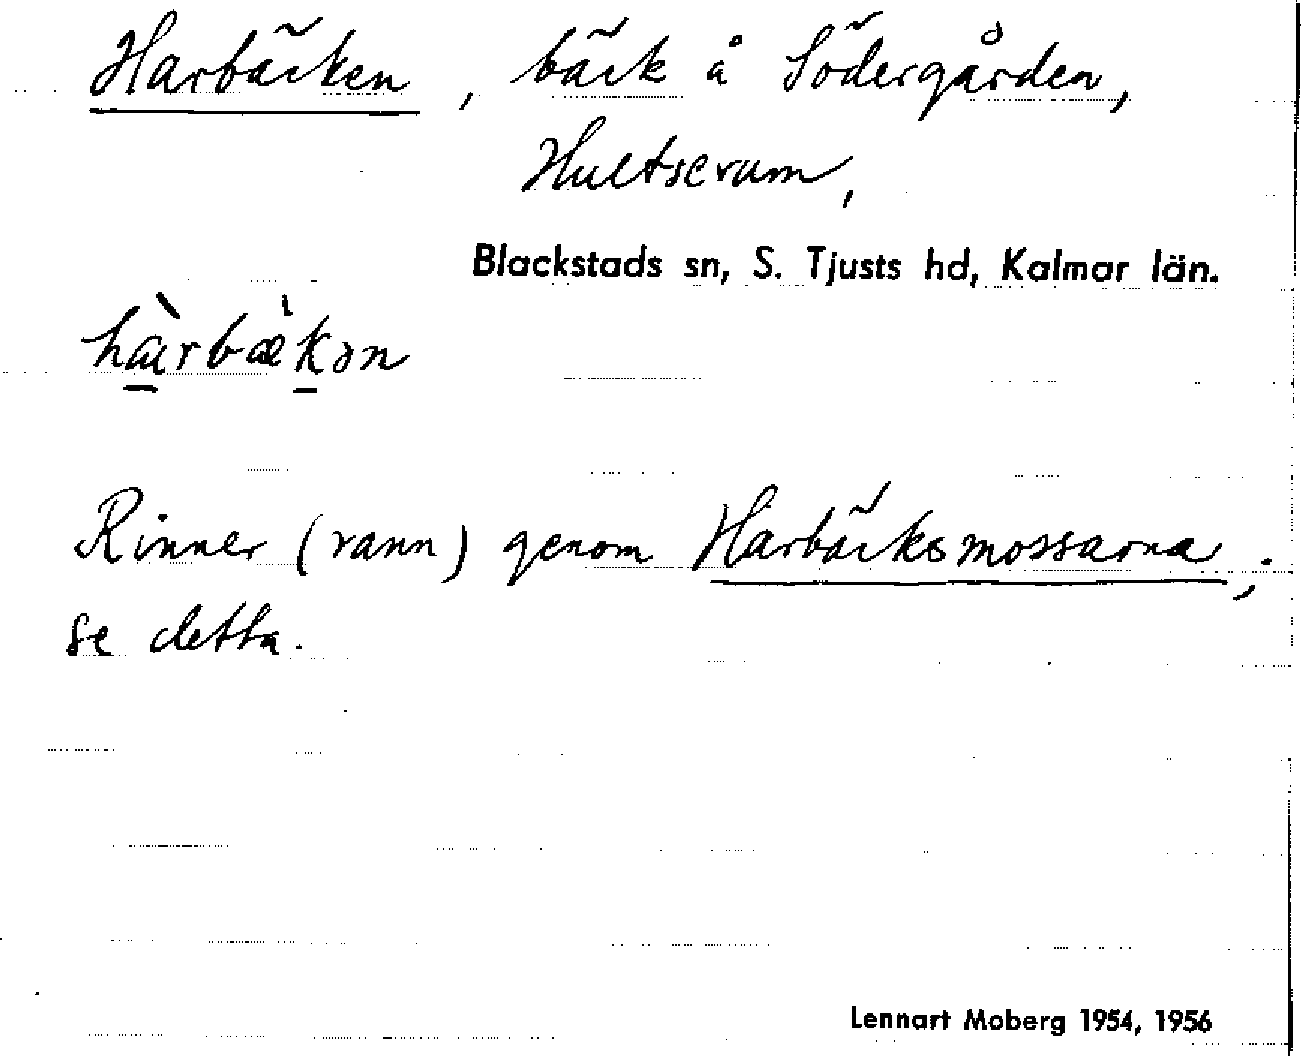 Harbäcken, bäck å Södergården,
Hultserum,
Blackstads sn, S. Tjusts hd, Kalmar län.
Rinner (rann) genom Harbäcksmossarna;
se detta.
Lennart Moberg 1954, 1956